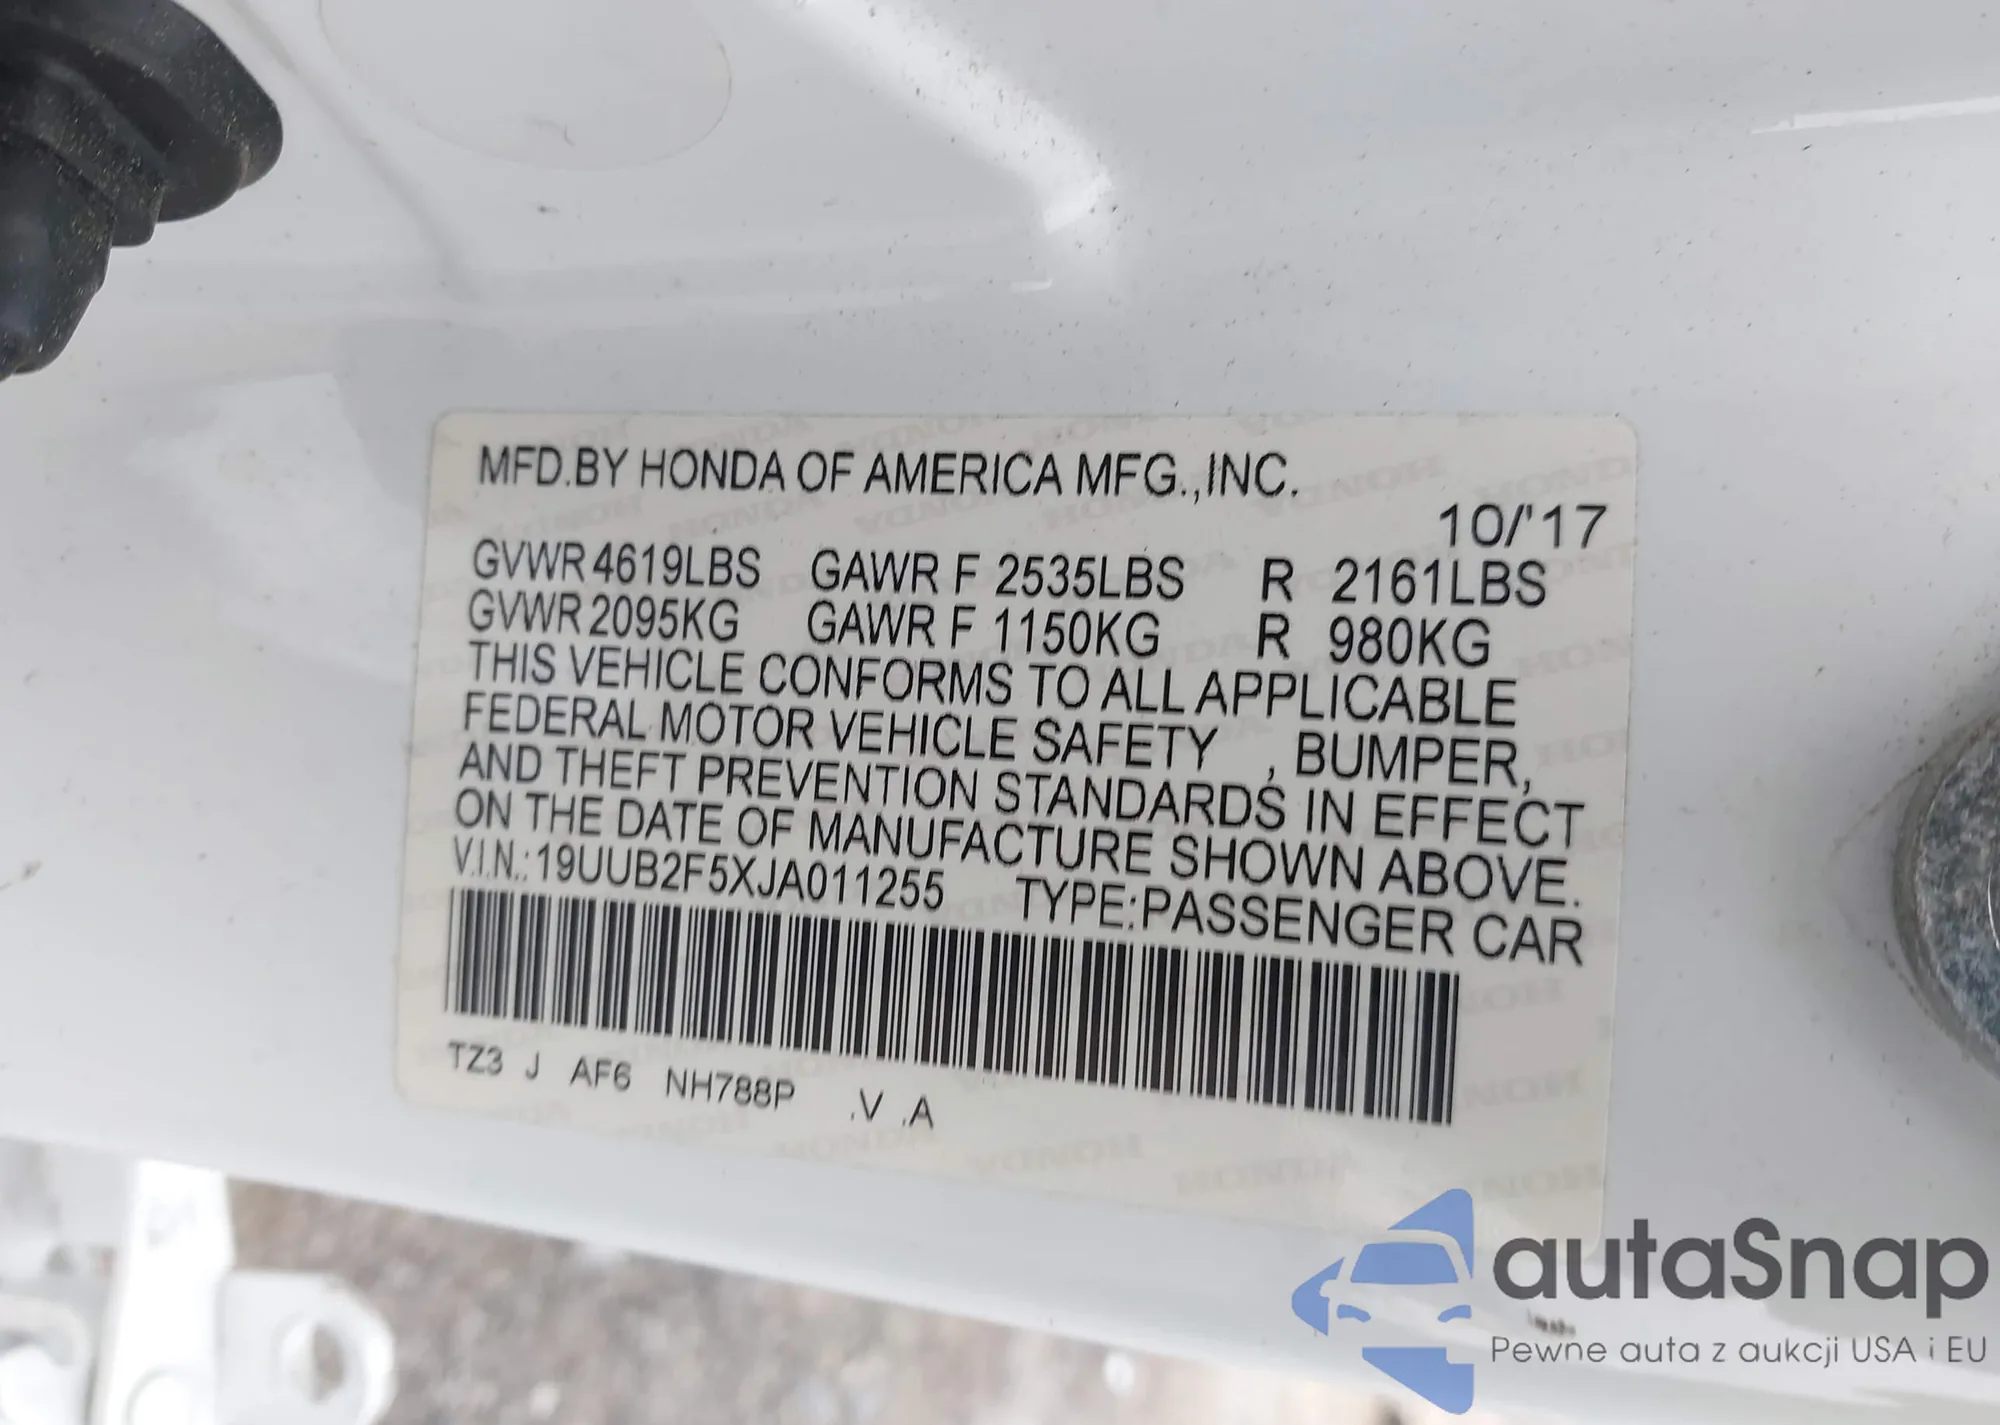 MFD.BY HONDA OF AMERICA MFG.,INC.
10/'17
GVWR 4619LBS GAWR F 2535LBS R 2161LBS
GVWR 2095KG GAWR F 1150KG R 980KG
THIS VEHICLE CONFORMS TO ALL APPLICABLE
FEDERAL MOTOR VEHICLE SAFETY , BUMPER,
AND THEFT PREVENTION STANDARDS IN EFFECT
ON THE DATE OF MANUFACTURE SHOWN ABOVE.
V.I.N.:19UUB2F5XJA011255 TYPE:PASSENGER CAR
TZ3 J AF6 NH788P .V .A
autaSnap
Pewne auta z aukcji USA i EU